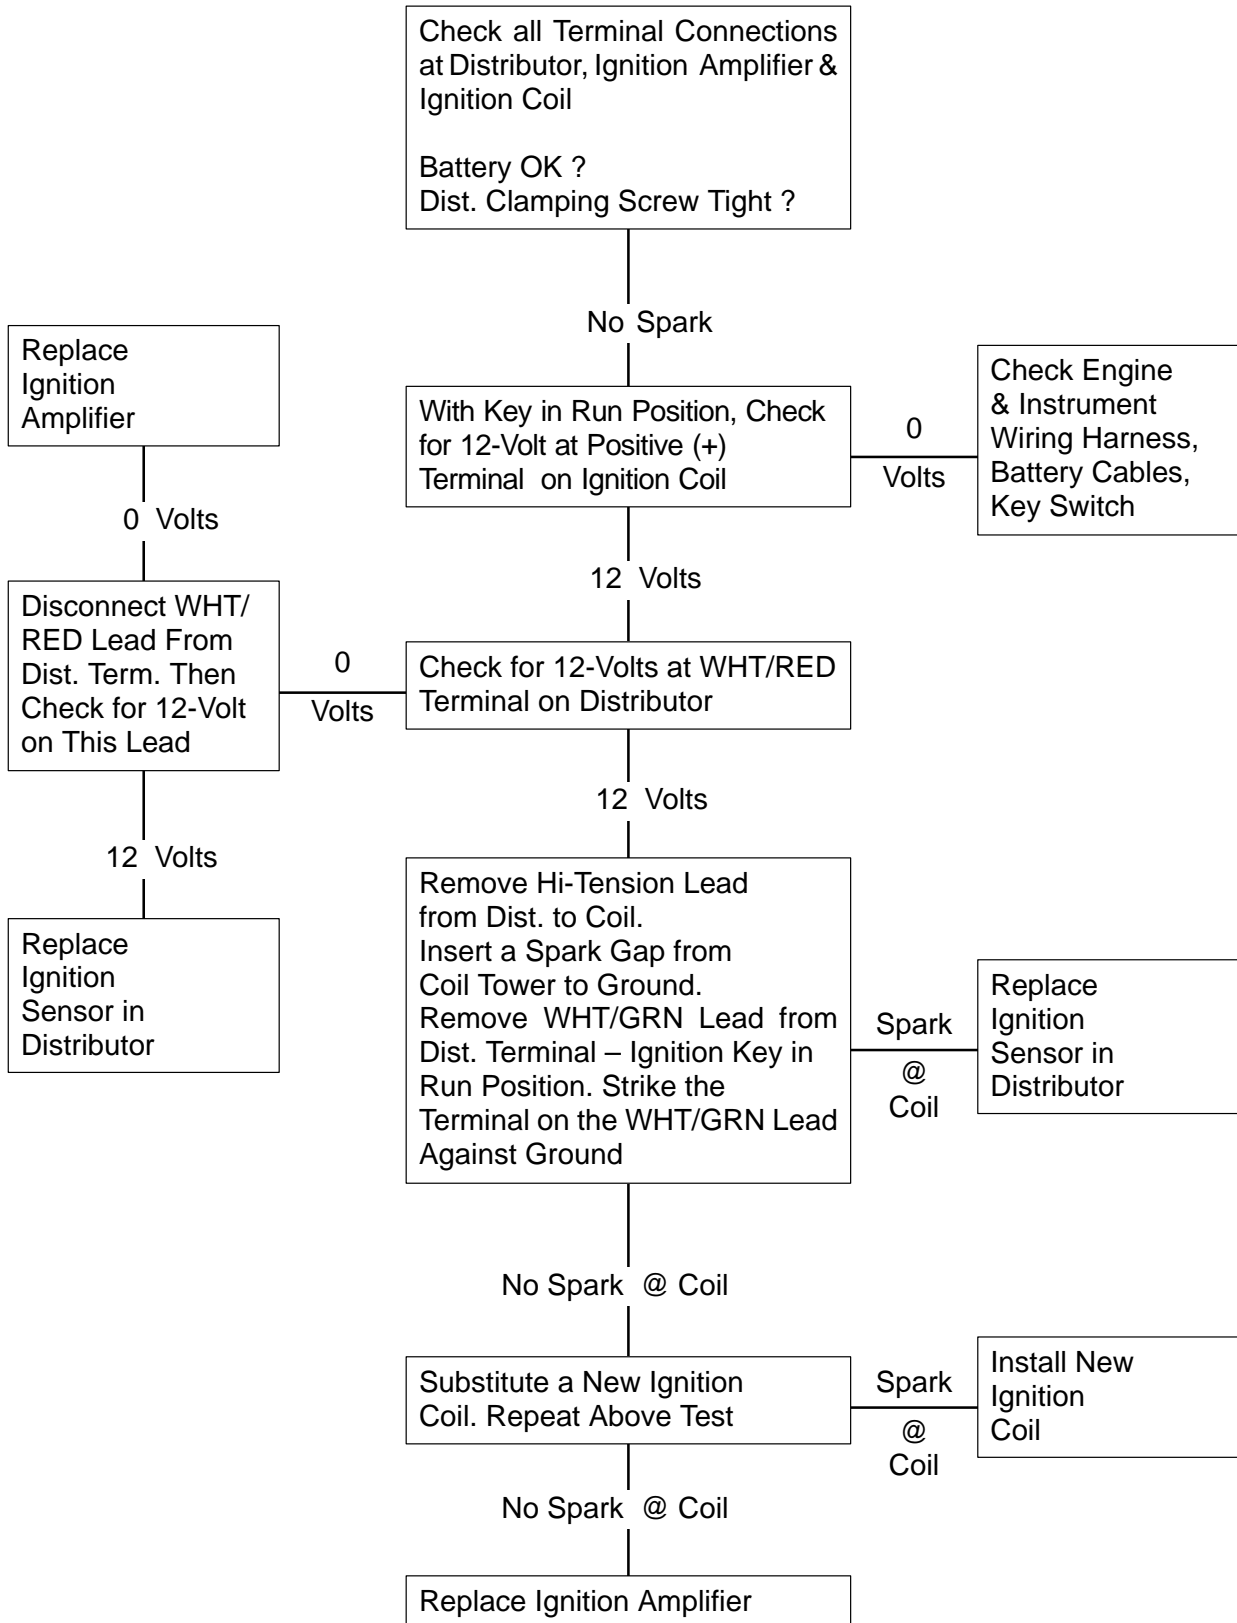 Check all Terminal Connections
at Distributor, Ignition Amplifier &
Ignition Coil
Battery OK ?
Dist. Clamping Screw Tight ?
No Spark
With Key in Run Position, Check
for 12-Volt at Positive (+)
Terminal on Ignition Coil
0
Volts
Check Engine
& Instrument
Wiring Harness,
Battery Cables,
Key Switch
12 Volts
Check for 12-Volts at WHT/RED
Terminal on Distributor
0
Volts
Disconnect WHT/
RED Lead From
Dist. Term. Then
Check for 12-Volt
on This Lead
0 Volts
Replace
Ignition
Amplifier
12 Volts
Replace
Ignition
Sensor in
Distributor
12 Volts
Remove Hi-Tension Lead
from Dist. to Coil.
Insert a Spark Gap from
Coil Tower to Ground.
Remove WHT/GRN Lead from
Dist. Terminal – Ignition Key in
Run Position. Strike the
Terminal on the WHT/GRN Lead
Against Ground
Spark
@
Coil
Replace
Ignition
Sensor in
Distributor
No Spark @ Coil
Substitute a New Ignition
Coil. Repeat Above Test
Spark
@
Coil
Install New
Ignition
Coil
No Spark @ Coil
Replace Ignition Amplifier